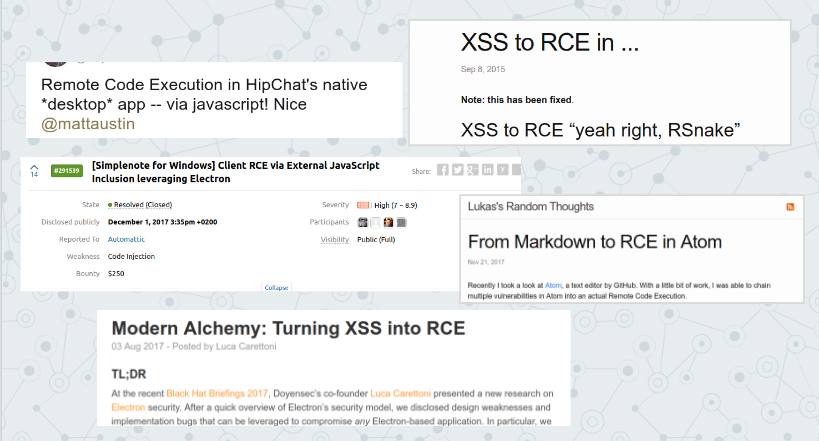 Remote Code Execution in HipChat's native
*desktop* app -- via javascript! Nice
@mattaustin
XSS to RCE in ...
Sep 8, 2015
Note: this has been fixed.
XSS to RCE “yeah right, RSnake”
14
#291539
[Simplenote for Windows] Client RCE via External JavaScript
Inclusion leveraging Electron
Share:
State Resolved (Closed)
Disclosed publicly December 1, 2017 3:35pm +0200
Reported To Automattic
Weakness Code Injection
Bounty $250
Severity High (7 ~ 8.9)
Participants
Visibility Public (Full)
Collapse
Lukas's Random Thoughts
From Markdown to RCE in Atom
Nov 21, 2017
Recently I took a look at Atom, a text editor by GitHub. With a little bit of work, I was able to chain
multiple vulnerabilities in Atom into an actual Remote Code Execution.
Modern Alchemy: Turning XSS into RCE
03 Aug 2017 - Posted by Luca Carettoni
TL;DR
At the recent Black Hat Briefings 2017, Doyensec's co-founder Luca Carettoni presented a new research on
Electron security. After a quick overview of Electron's security model, we disclosed design weaknesses and
implementation bugs that can be leveraged to compromise any Electron-based application. In particular, we